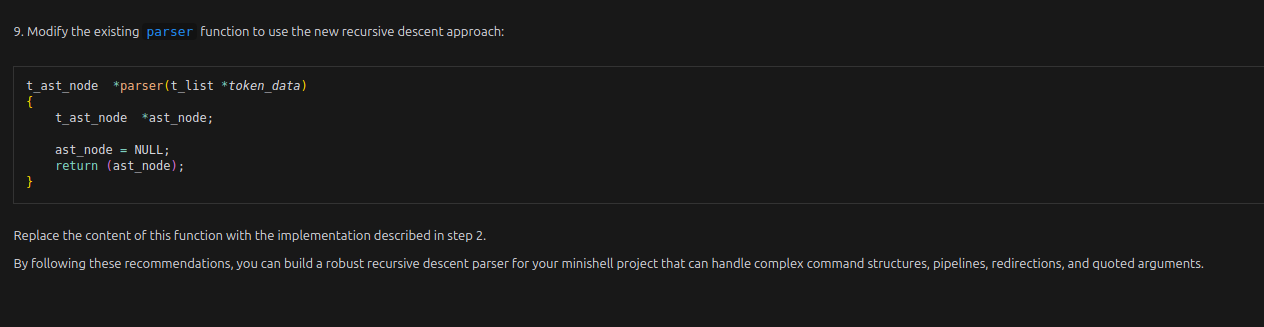 9. Modify the existing parser function to use the new recursive descent approach:
t_ast_node  *parser(t_list *token_data)
{
    t_ast_node  *ast_node;

    ast_node = NULL;
    return (ast_node);
}
Replace the content of this function with the implementation described in step 2.
By following these recommendations, you can build a robust recursive descent parser for your minishell project that can handle complex command structures, pipelines, redirections, and quoted arguments.